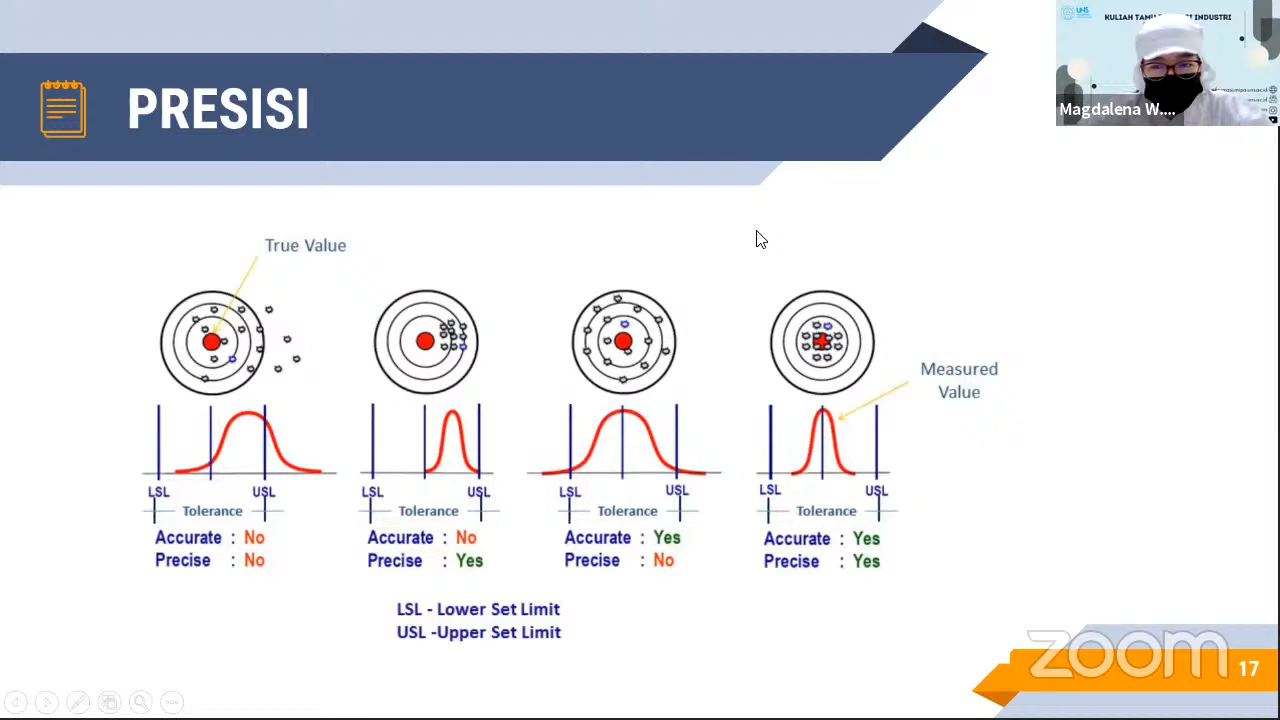 PRESISI
UNS
KULIAH TAMU
INDUSTRI
Magdalena W....
True Value
Measured
Value
LSL USL
Tolerance
Accurate : No
Precise : No
LSL USL
Tolerance
Accurate : No
Precise : Yes
LSL USL
Tolerance
Accurate : Yes
Precise : No
LSL USL
Tolerance
Accurate : Yes
Precise : Yes
LSL - Lower Set Limit
USL -Upper Set Limit
zoom
17